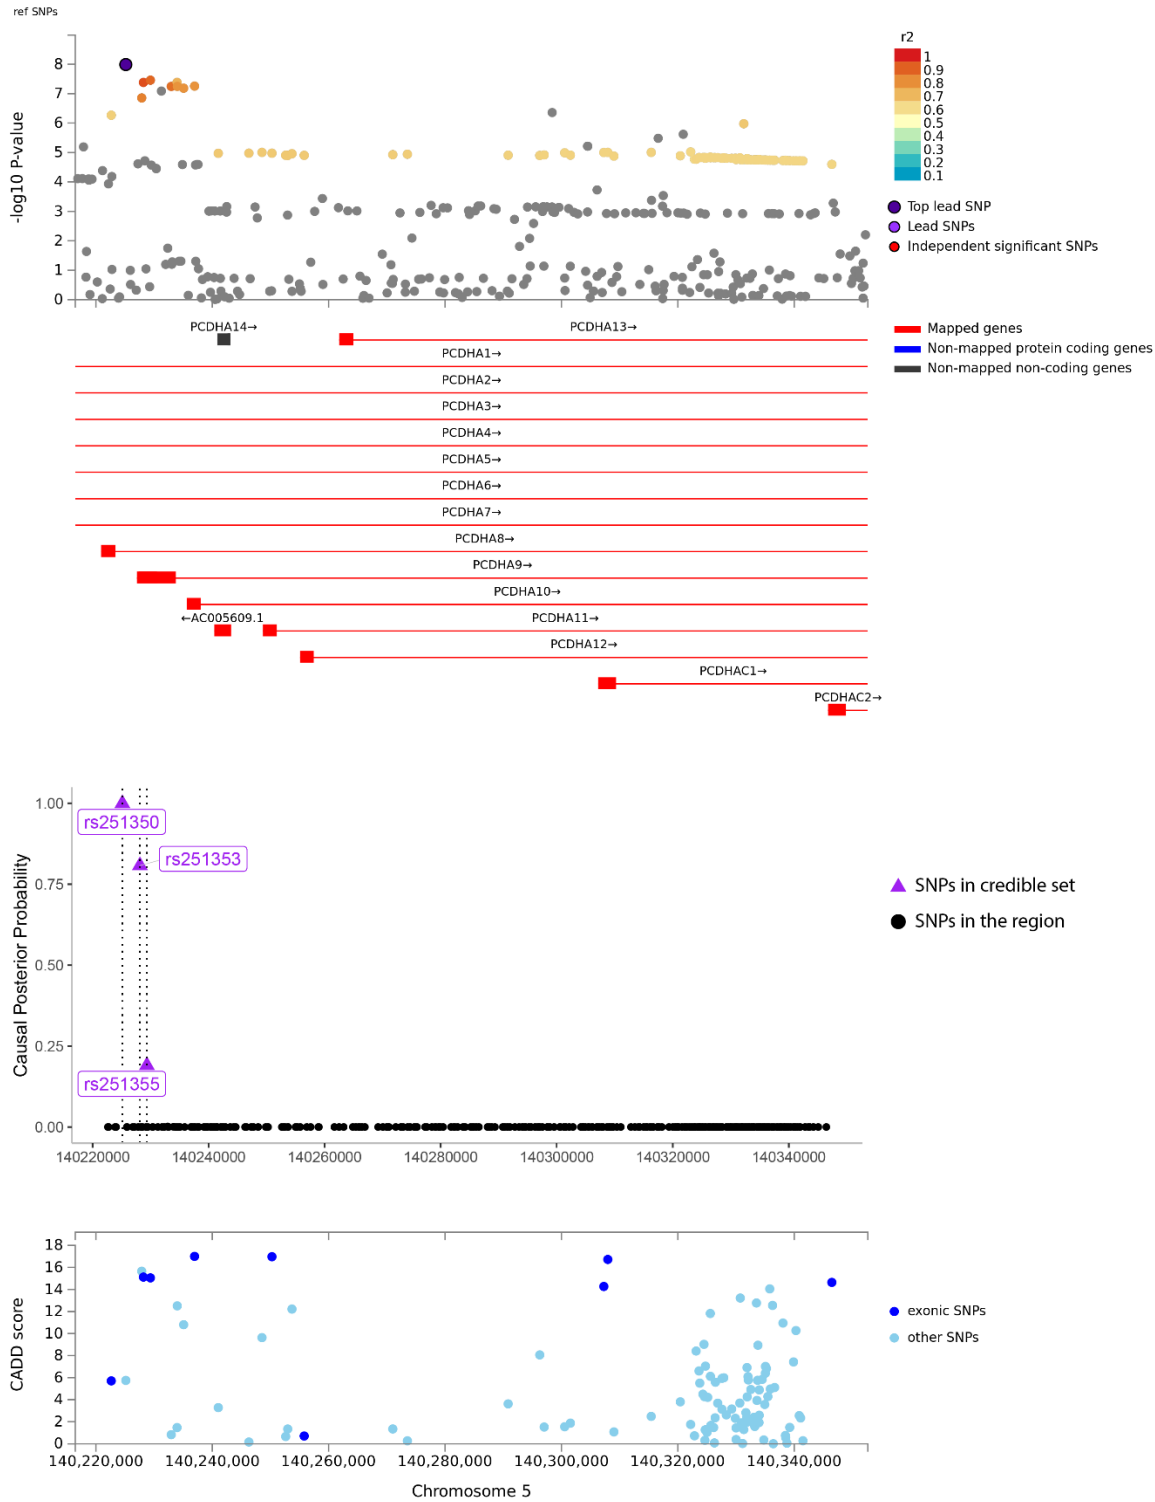 ref SNPs
-log10 P-value
8
7
6
5
4
3
2
1
0
r2
1
0.9
0.8
0.7
0.6
0.5
0.4
0.3
0.2
0.1
Top lead SNP
Lead SNPs
Independent significant SNPs
PCDHA14→
PCDHA13→
PCDHA1→
PCDHA2→
PCDHA3→
PCDHA4→
PCDHA5→
PCDHA6→
PCDHA7→
PCDHA8→
PCDHA9→
PCDHA10→
←AC005609.1
PCDHA11→
PCDHA12→
PCDHAC1→
PCDHAC2→
Mapped genes
Non-mapped protein coding genes
Non-mapped non-coding genes
Causal Posterior Probability
1.00
0.75
0.50
0.25
0.00
rs251350
rs251353
rs251355
140220000 140240000 140260000 140280000 140300000 140320000 140340000
SNPs in credible set
SNPs in the region
CADD score
18
16
14
12
10
8
6
4
2
0
140,220,000 140,240,000 140,260,000 140,280,000 140,300,000 140,320,000 140,340,000
Chromosome 5
exonic SNPs
other SNPs